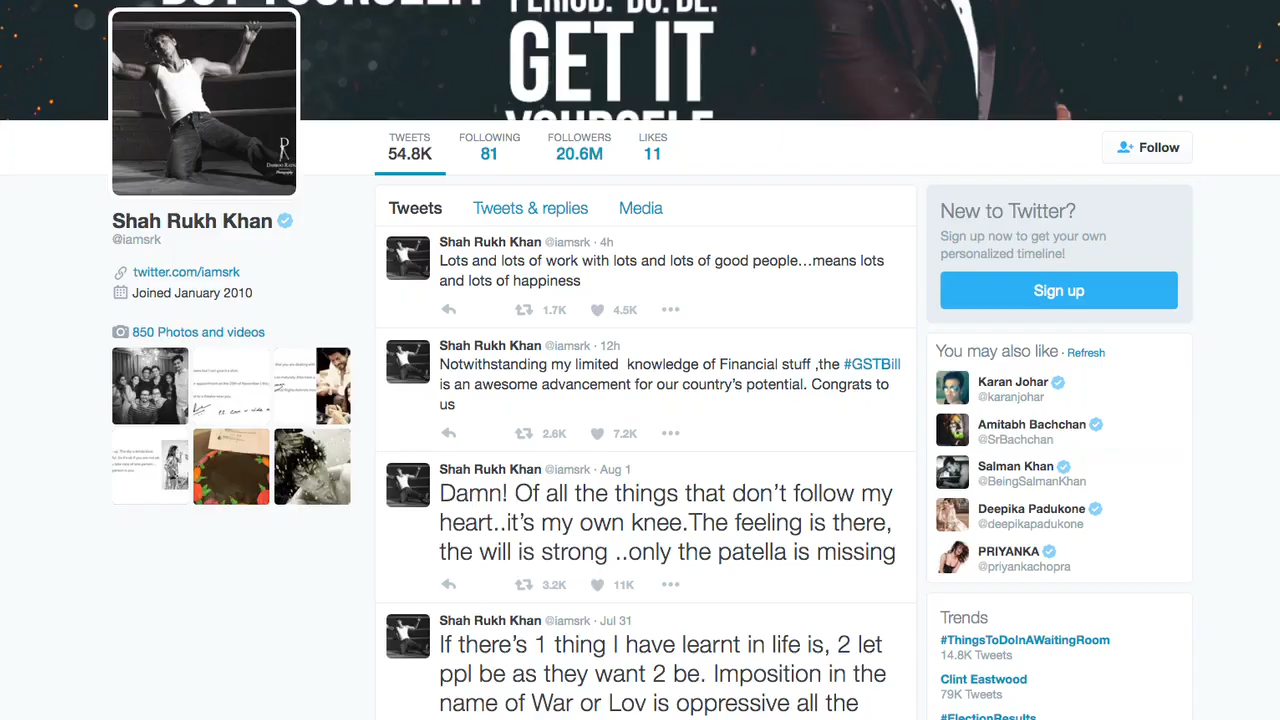 PERIOD. DO. BE.
GET IT
YOURSELF
TWEETS
54.8K
FOLLOWING
81
FOLLOWERS
20.6M
LIKES
11
Follow
Shah Rukh Khan
@iamsrk
twitter.com/iamsrk
Joined January 2010
850 Photos and videos
Tweets Tweets & replies Media
Shah Rukh Khan @iamsrk · 4h
Lots and lots of work with lots and lots of good people...means lots
and lots of happiness
1.7K 4.5K
Shah Rukh Khan @iamsrk · 12h
Notwithstanding my limited knowledge of Financial stuff ,the #GSTBill
is an awesome advancement for our country's potential. Congrats to
us
2.6K 7.2K
Shah Rukh Khan @iamsrk · Aug 1
Damn! Of all the things that don't follow my
heart..it's my own knee.The feeling is there,
the will is strong ..only the patella is missing
3.2K 11K
Shah Rukh Khan @iamsrk · Jul 31
If there's 1 thing I have learnt in life is, 2 let
ppl be as they want 2 be. Imposition in the
name of War or Lov is oppressive all the
New to Twitter?
Sign up now to get your own
personalized timeline!
Sign up
You may also like · Refresh
Karan Johar
@karanjohar
Amitabh Bachchan
@SrBachchan
Salman Khan
@BeingSalmanKhan
Deepika Padukone
@deepikapadukone
PRIYANKA
@priyankachopra
Trends
#ThingsToDoInAWaitingRoom
14.8K Tweets
Clint Eastwood
79K Tweets
#ElectionResults